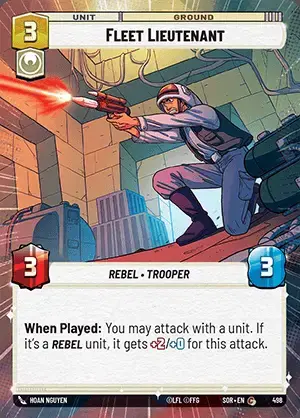 UNIT GROUND
3 FLEET LIEUTENANT
3 REBEL • TROOPER 3
When Played: You may attack with a unit. If
it's a REBEL unit, it gets +2/+0 for this attack.
HOAN NGUYEN ©LFL ©FFG SOR • EN C 498